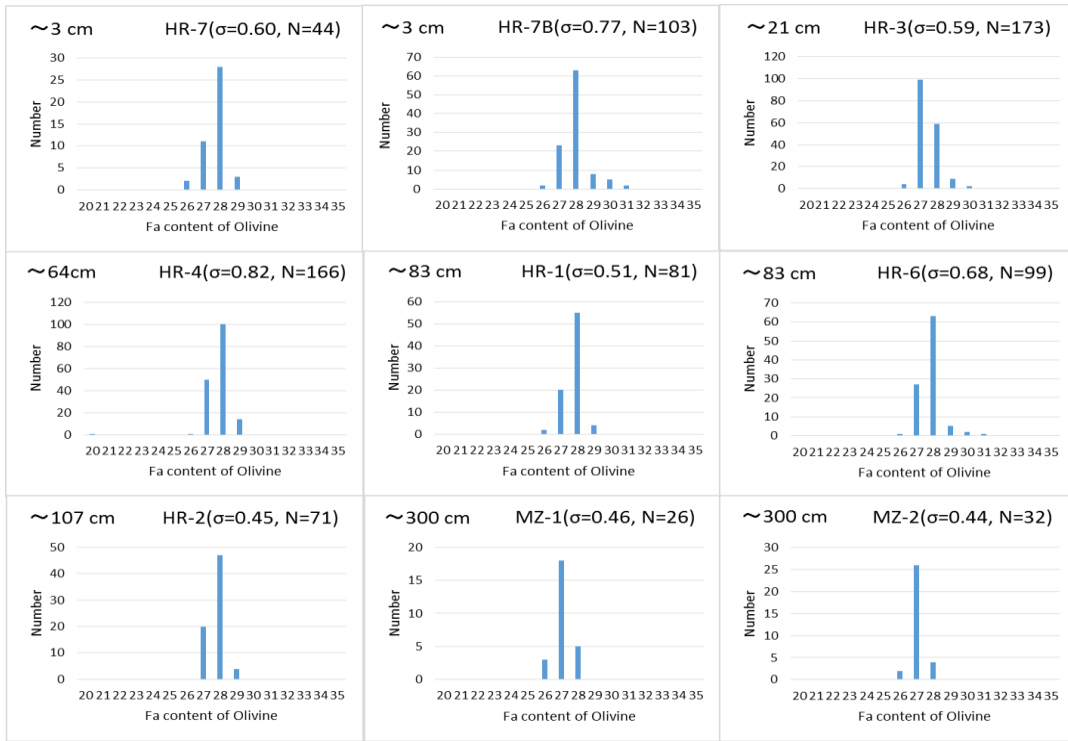 ~3 cm HR-7(σ=0.60, N=44)
30
25
20
15
10
5
0
Number
20 21 22 23 24 25 26 27 28 29 30 31 32 33 34 35
Fa content of Olivine
~3 cm HR-7B(σ=0.77, N=103)
70
60
50
40
30
20
10
0
Number
20 21 22 23 24 25 26 27 28 29 30 31 32 33 34 35
Fa content of Olivine
~21 cm HR-3(σ=0.59, N=173)
120
100
80
60
40
20
0
Number
20 21 22 23 24 25 26 27 28 29 30 31 32 33 34 35
Fa content of Olivine
~64cm HR-4(σ=0.82, N=166)
120
100
80
60
40
20
0
Number
20 21 22 23 24 25 26 27 28 29 30 31 32 33 34 35
Fa content of Olivine
~83 cm HR-1(σ=0.51, N=81)
60
50
40
30
20
10
0
Number
20 21 22 23 24 25 26 27 28 29 30 31 32 33 34 35
Fa content of Olivine
~83 cm HR-6(σ=0.68, N=99)
70
60
50
40
30
20
10
0
Number
20 21 22 23 24 25 26 27 28 29 30 31 32 33 34 35
Fa content of Olivine
~107 cm HR-2(σ=0.45, N=71)
50
40
30
20
10
0
Number
20 21 22 23 24 25 26 27 28 29 30 31 32 33 34 35
Fa content of Olivine
~300 cm MZ-1(σ=0.46, N=26)
20
15
10
5
0
Number
20 21 22 23 24 25 26 27 28 29 30 31 32 33 34 35
Fa content of Olivine
~300 cm MZ-2(σ=0.44, N=32)
30
25
20
15
10
5
0
Number
20 21 22 23 24 25 26 27 28 29 30 31 32 33 34 35
Fa content of Olivine